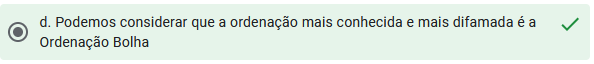 d. Podemos considerar que a ordenação mais conhecida e mais difamada é a
Ordenação Bolha